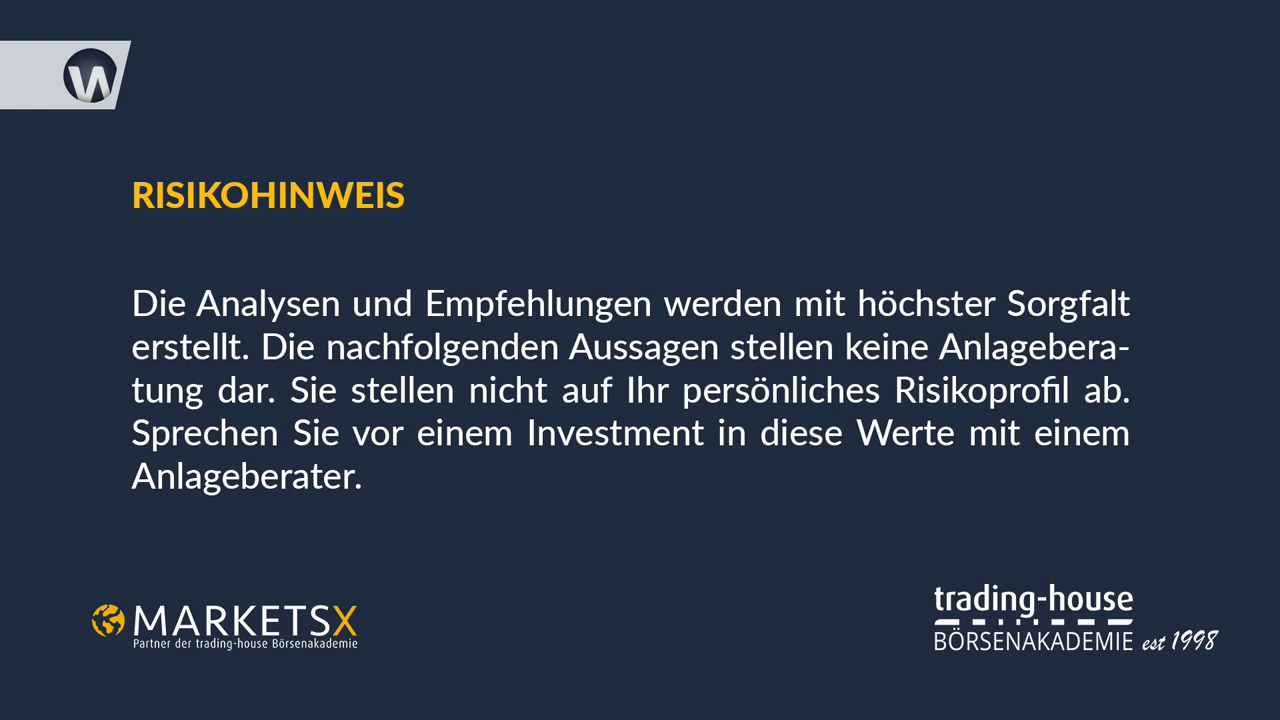 W
RISIKOHINWEIS
Die Analysen und Empfehlungen werden mit höchster Sorgfalt
erstellt. Die nachfolgenden Aussagen stellen keine Anlagebera-
tung dar. Sie stellen nicht auf Ihr persönliches Risikoprofil ab.
Sprechen Sie vor einem Investment in diese Werte mit einem
Anlageberater.
MARKETSX
Partner der trading-house Börsenakademie
trading-house
BÖRSENAKADEMIE est 1998